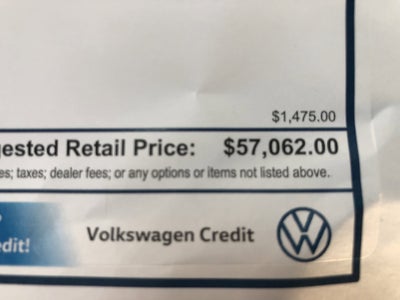 $1,475.00
gested Retail Price: $57,062.00
es; taxes; dealer fees; or any options or items not listed above.
edit!
Volkswagen Credit